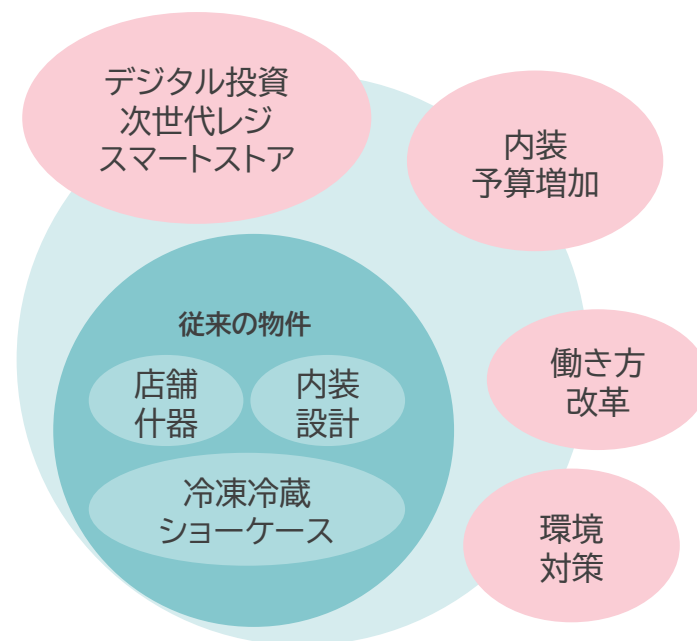 デジタル投資
次世代レジ
スマートストア
内装
予算増加
従来の物件
店舗
什器
内装
設計
冷凍冷蔵
ショーケース
働き方
改革
環境
対策